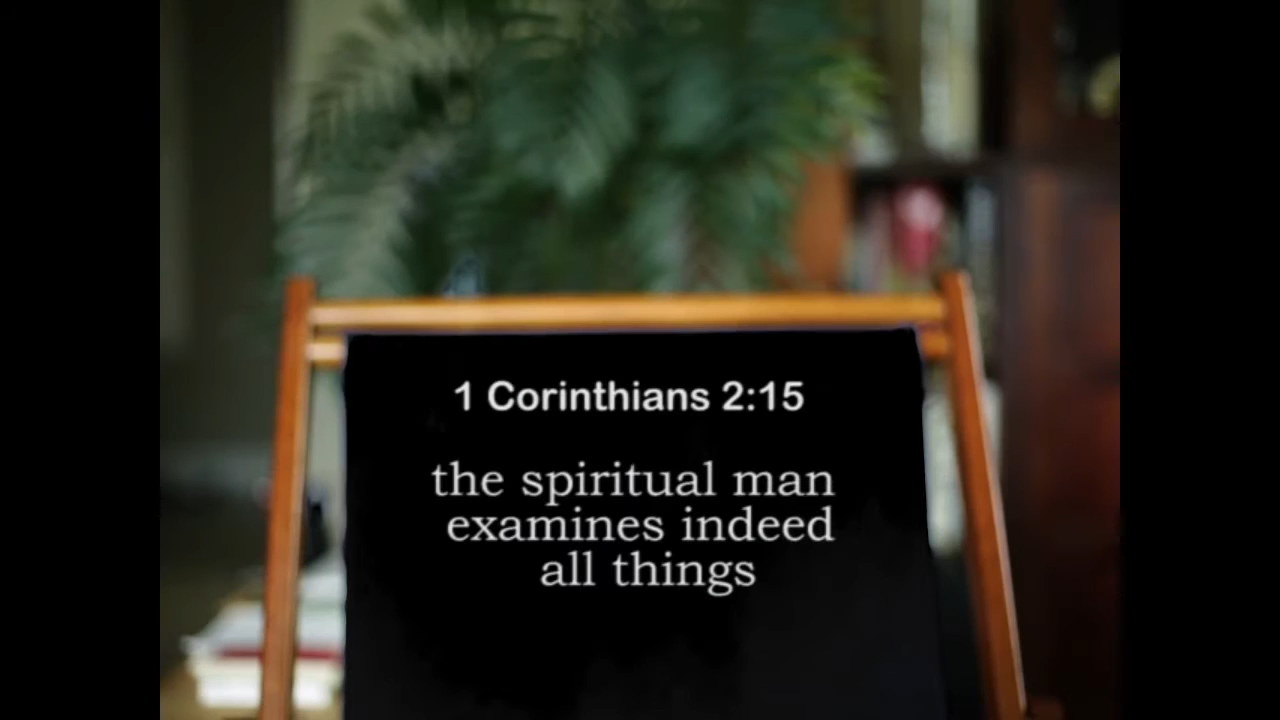 1 Corinthians 2:15
the spiritual man
examines indeed
all things